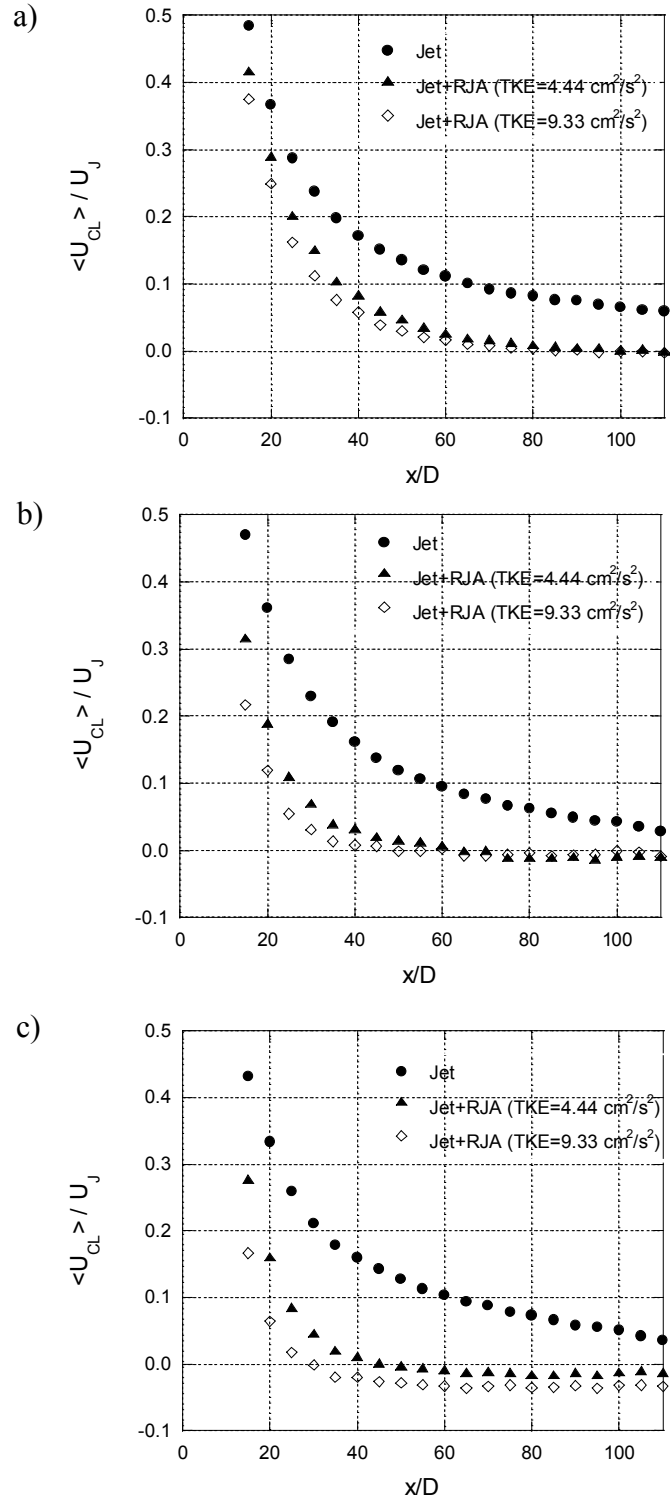 a)
0.5
0.4
0.3
0.2
0.1
0.0
-0.1
<U_CL> / U_J
Jet
Jet+RJA (TKE=4.44 cm²/s²)
Jet+RJA (TKE=9.33 cm²/s²)
0 20 40 60 80 100
x/D
b)
0.5
0.4
0.3
0.2
0.1
0.0
-0.1
<U_CL> / U_J
Jet
Jet+RJA (TKE=4.44 cm²/s²)
Jet+RJA (TKE=9.33 cm²/s²)
0 20 40 60 80 100
x/D
c)
0.5
0.4
0.3
0.2
0.1
0.0
-0.1
<U_CL> / U_J
Jet
Jet+RJA (TKE=4.44 cm²/s²)
Jet+RJA (TKE=9.33 cm²/s²)
0 20 40 60 80 100
x/D